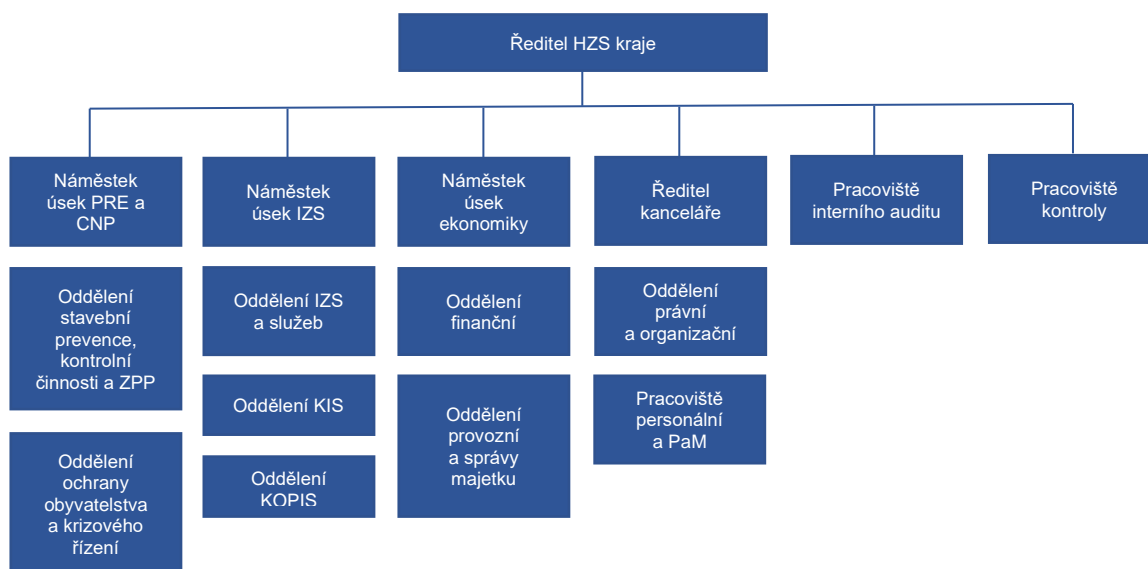 Ředitel HZS kraje
Náměstek
úsek PRE a
CNP
Náměstek
úsek IZS
Náměstek
úsek
ekonomiky
Ředitel
kanceláře
Pracoviště
interního auditu
Pracoviště
kontroly
Oddělení
stavební
prevence,
kontrolní
činnosti a ZPP
Oddělení IZS
a služeb
Oddělení
finanční
Oddělení
právní
a organizační
Oddělení KIS
Oddělení
provozní
a správy
majetku
Pracoviště
personální
a PaM
Oddělení
ochrany
obyvatelstva
a krizového
řízení
Oddělení
KOPIS